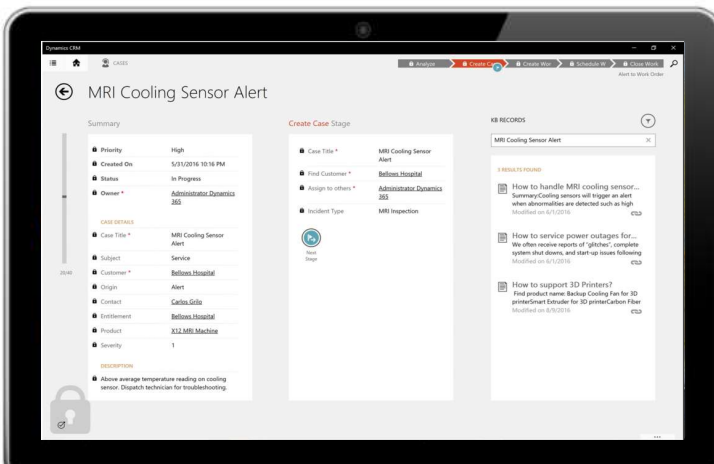 Dynamics CRM
CASES
Analyze
Create Ca
Create Wor
Schedule W
Close Work
Alert to Work Order
MRI Cooling Sensor Alert
Summary
Priority High
Created On 5/31/2016 10:16 PM
Status In Progress
Owner * Administrator Dynamics
365
CASE DETAILS
Case Title * MRI Cooling Sensor
Alert
Subject Service
Customer * Bellows Hospital
Origin Alert
Contact Carlos Grilo
Entitlement Bellows Hospital
Product X12 MRI Machine
Severity 1
DESCRIPTION
Above average temperature reading on cooling
sensor. Dispatch technician for troubleshooting.
Create Case Stage
Case Title * MRI Cooling Sensor
Alert
Find Customer * Bellows Hospital
Assign to others * Administrator Dynamics
365
Incident Type MRI Inspection
Next
Stage
KB RECORDS
MRI Cooling Sensor Alert
3 RESULTS FOUND
How to handle MRI cooling sensor...
Summary:Cooling sensors will trigger an alert
when abnormalities are detected such as high
Modified on 6/1/2016
How to service power outages for...
We often receive reports of "glitches", complete
system shut downs, and start-up issues following
Modified on 6/1/2016
How to support 3D Printers?
Find product name: Backup Cooling Fan for 3D
printerSmart Extruder for 3D printerCarbon Fiber
Modified on 8/9/2016